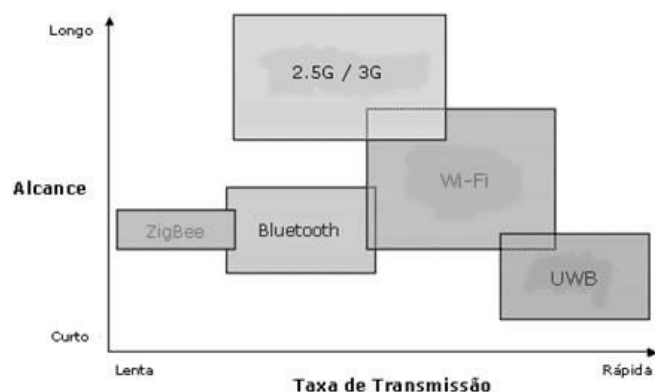 Longo
2.5G / 3G
Wi-Fi
Alcance
ZigBee
Bluetooth
UWB
Curto
Lenta
Rápida
Taxa de Transmissão